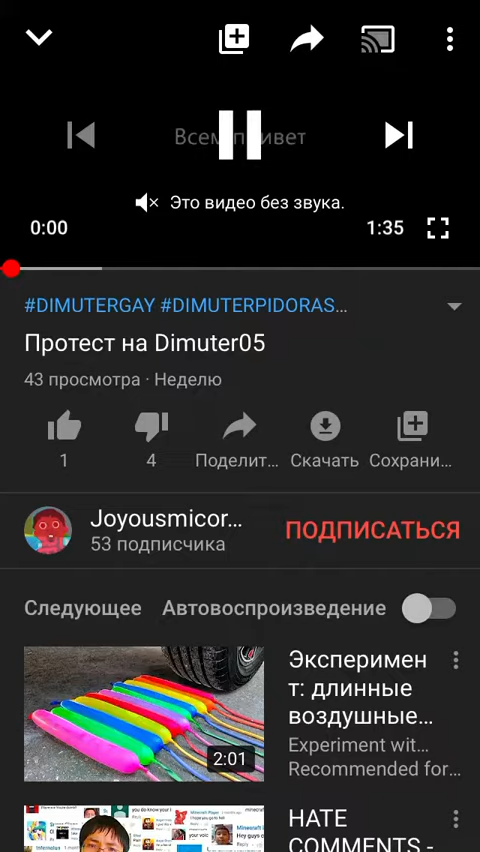 Всем привет
Это видео без звука.
0:00
1:35
#DIMUTERGAY #DIMUTERPIDORAS…
Протест на Dimuter05
43 просмотра · Неделю
1
4
Поделит…
Скачать
Сохрани…
Joyousmicor…
53 подписчика
ПОДПИСАТЬСЯ
Следующее
Автовоспроизведение
2:01
Эксперимен
т: длинные
воздушные…
Experiment wit…
Recommended for…
HATE
COMMENTS -